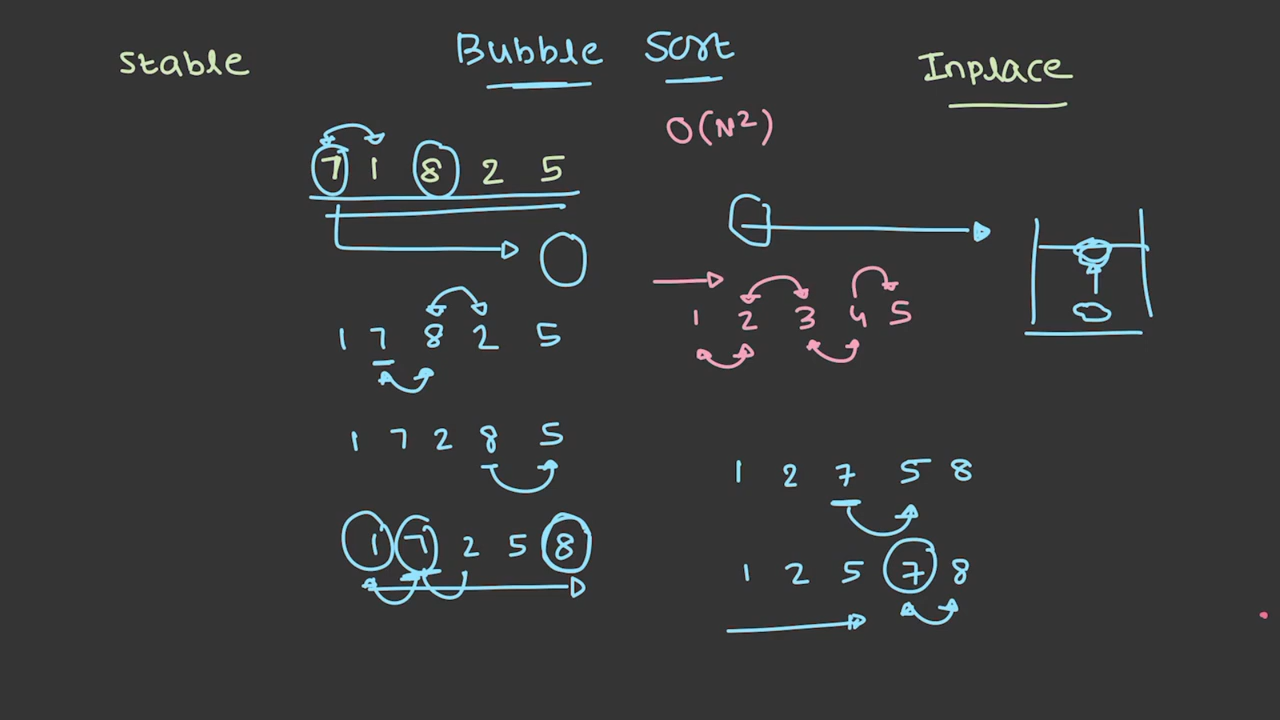 Stable
Bubble Sort
Inplace
O(N²)
7 1 8 2 5
1 2 3 4 5
1 7 8 2 5
1 7 2 8 5
1 2 7 5 8
1 7 2 5 8
1 2 5 7 8